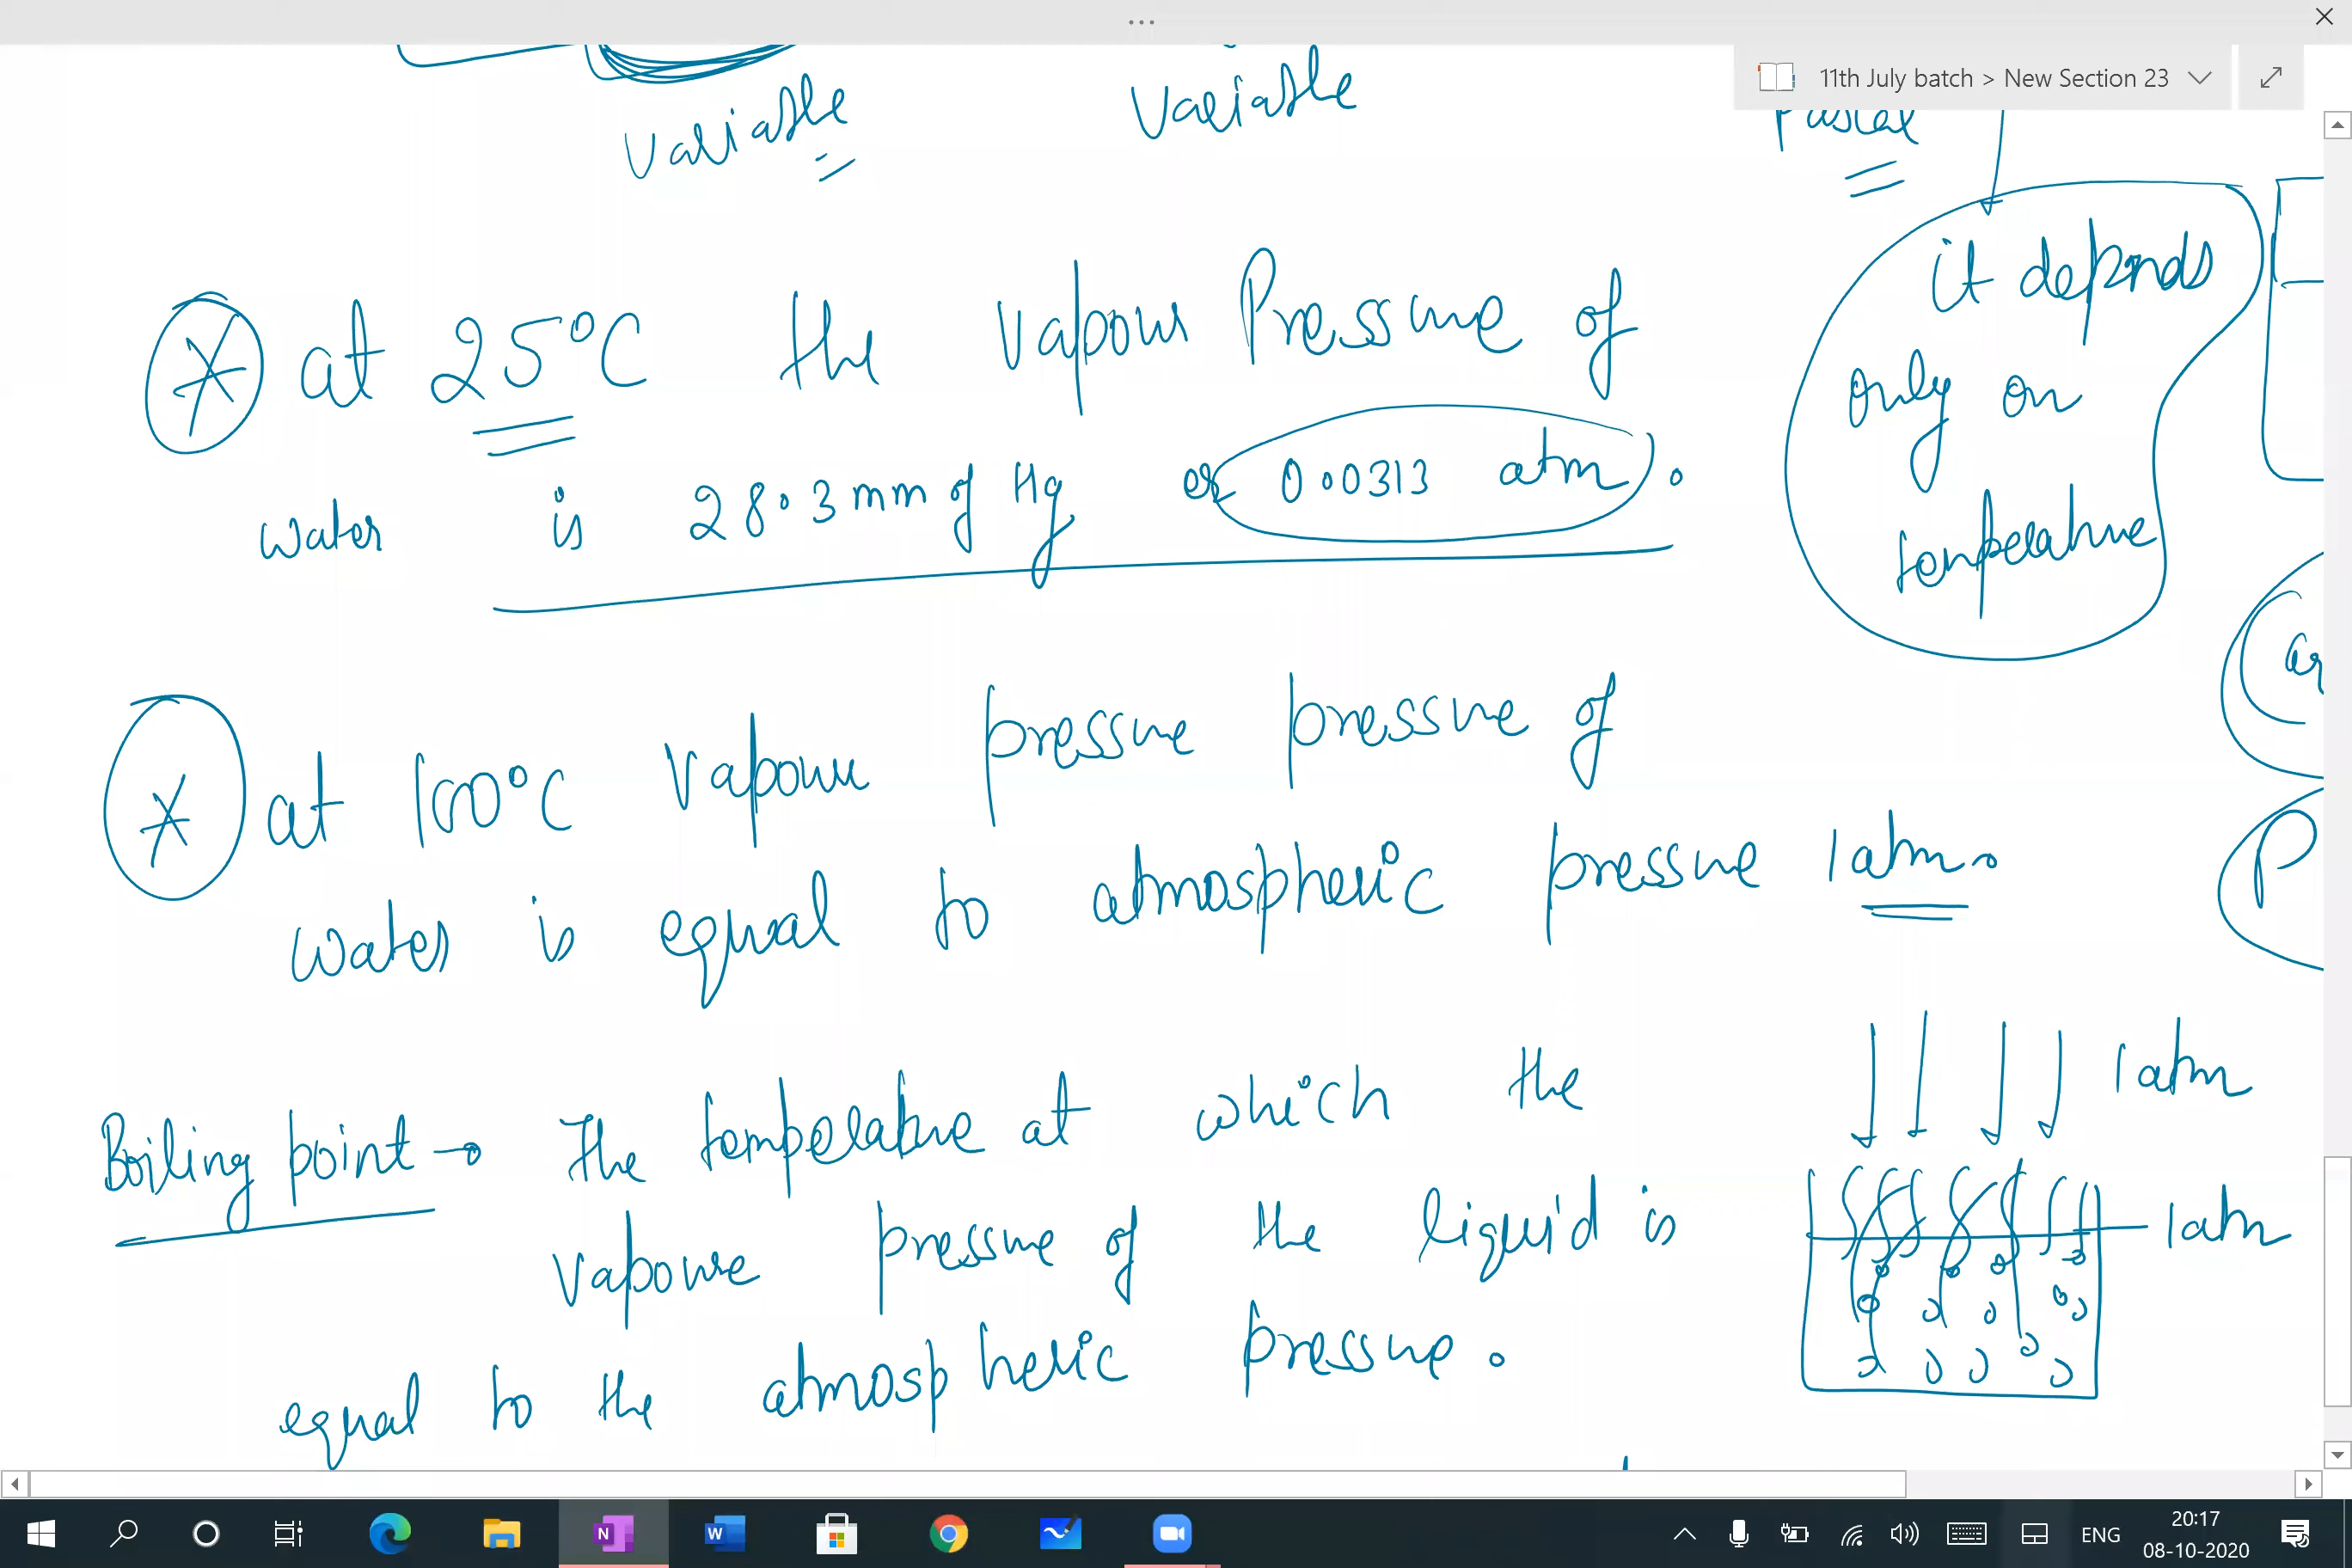 11th July batch > New Section 23
Variable
Variable
it depends
only on
temperature
at 25°C the Vapour Pressure of
water is 28.3 mm of Hg or 0.0313 atm.
at 100°C vapour pressure pressure of
water is equal to atmospheric pressure 1atm.
Boiling point → The temperature at which the
vapour pressure of the liquid is
equal to the atmospheric pressure.
1atm
1atm
P
ENG
20:17
08-10-2020